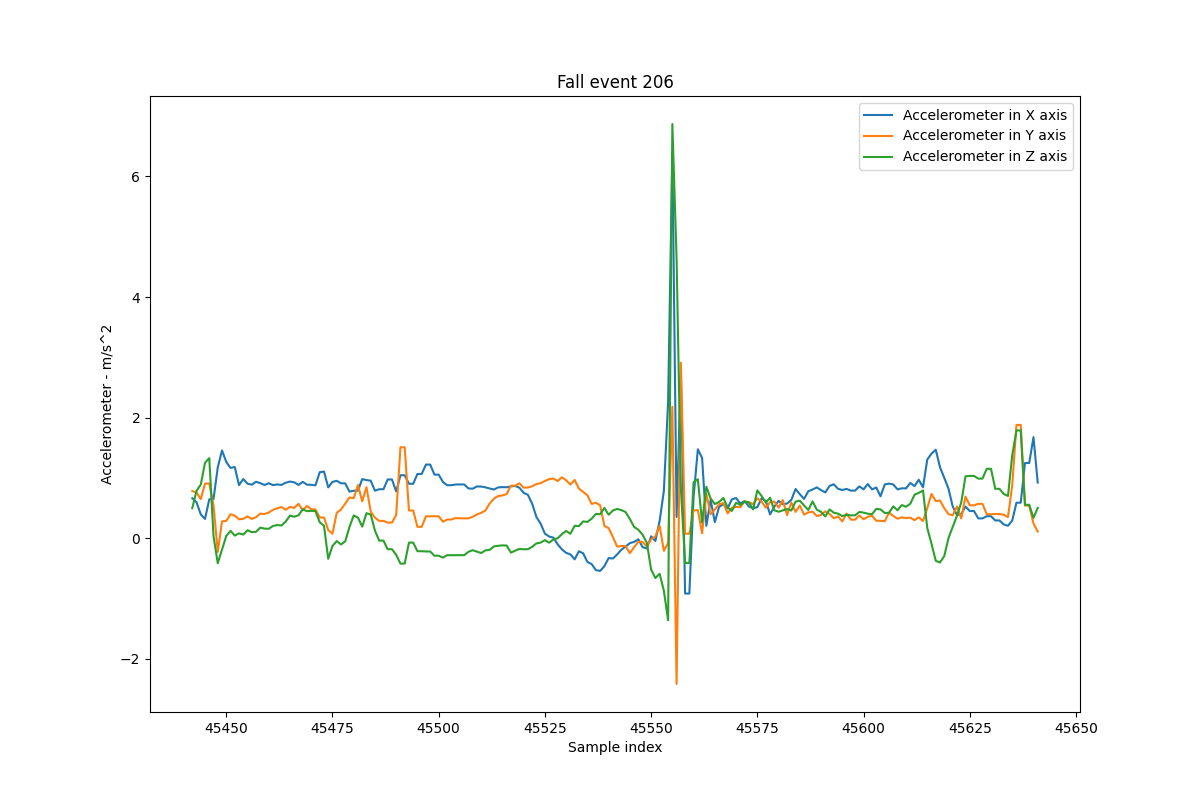 Fall event 206
Accelerometer in X axis
Accelerometer in Y axis
Accelerometer in Z axis
Accelerometer - m/s^2
6
4
2
0
−2
45450 45475 45500 45525 45550 45575 45600 45625 45650
Sample index